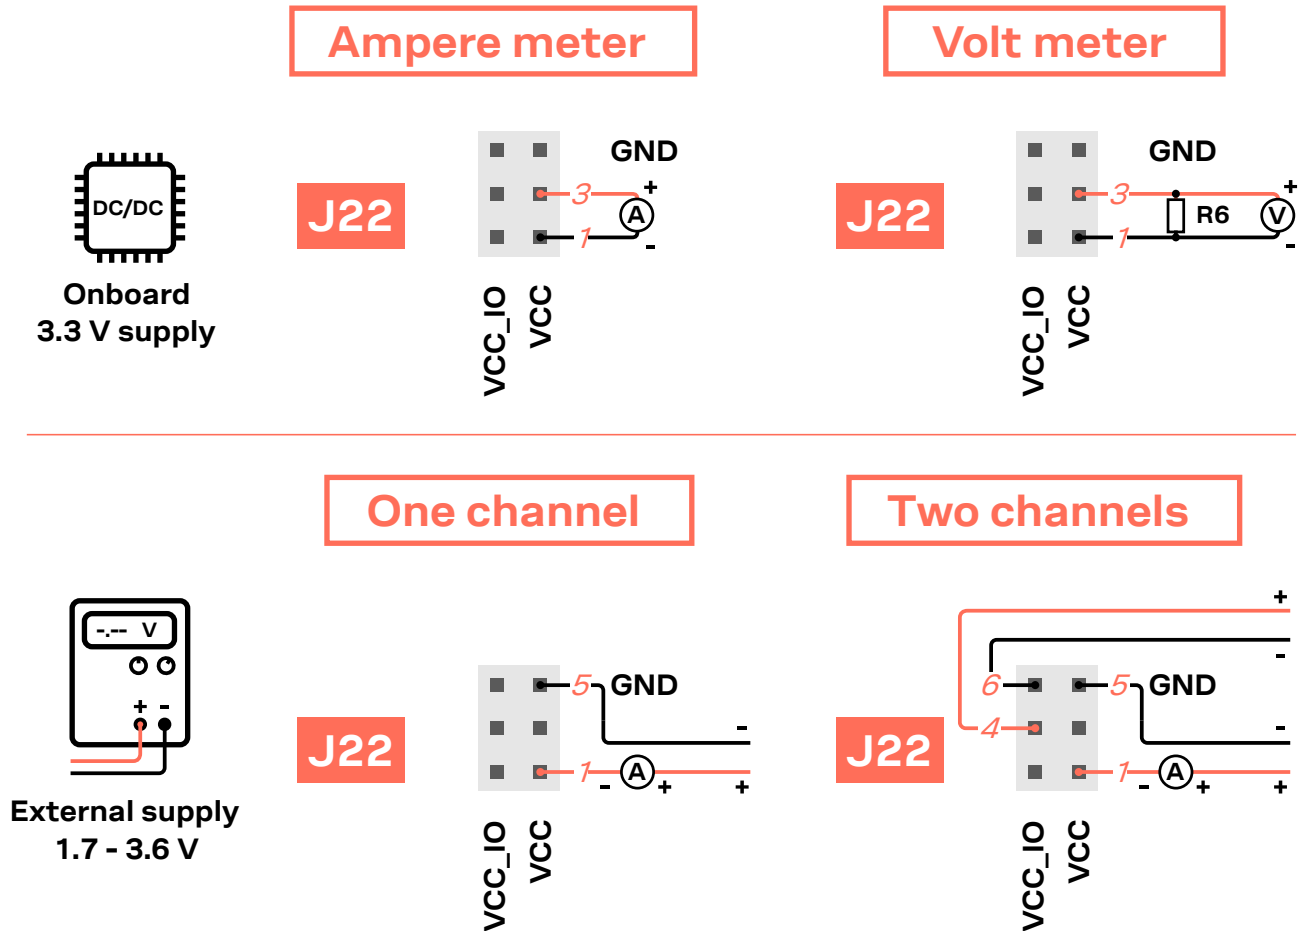 Ampere meter
Volt meter
DC/DC
Onboard
3.3 V supply
J22
GND
3
+
A
1
-
VCC_IO
VCC
J22
GND
3
+
R6
V
1
-
VCC_IO
VCC
One channel
Two channels
-.-- V
+ -
External supply
1.7 - 3.6 V
J22
5
GND
-
1
A
- +
+
VCC_IO
VCC
+
-
6
5
GND
J22
4
-
1
A
- +
+
VCC_IO
VCC